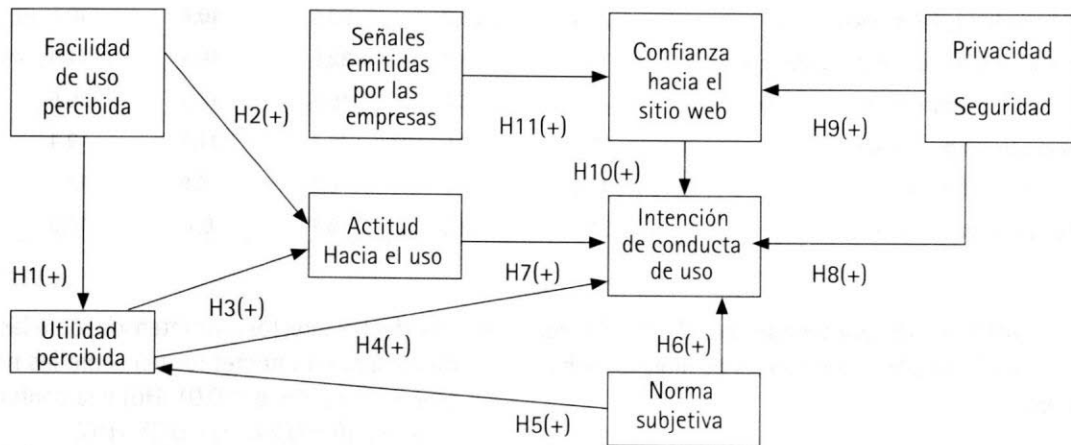 Facilidad
de uso
percibida
Señales
emitidas
por las
empresas
Confianza
hacia el
sitio web
Privacidad
Seguridad
H2(+)
H11(+)
H9(+)
H10(+)
Actitud
Hacia el uso
Intención
de conducta
de uso
H1(+)
H3(+)
H7(+)
H8(+)
Utilidad
percibida
H4(+)
H6(+)
H5(+)
Norma
subjetiva